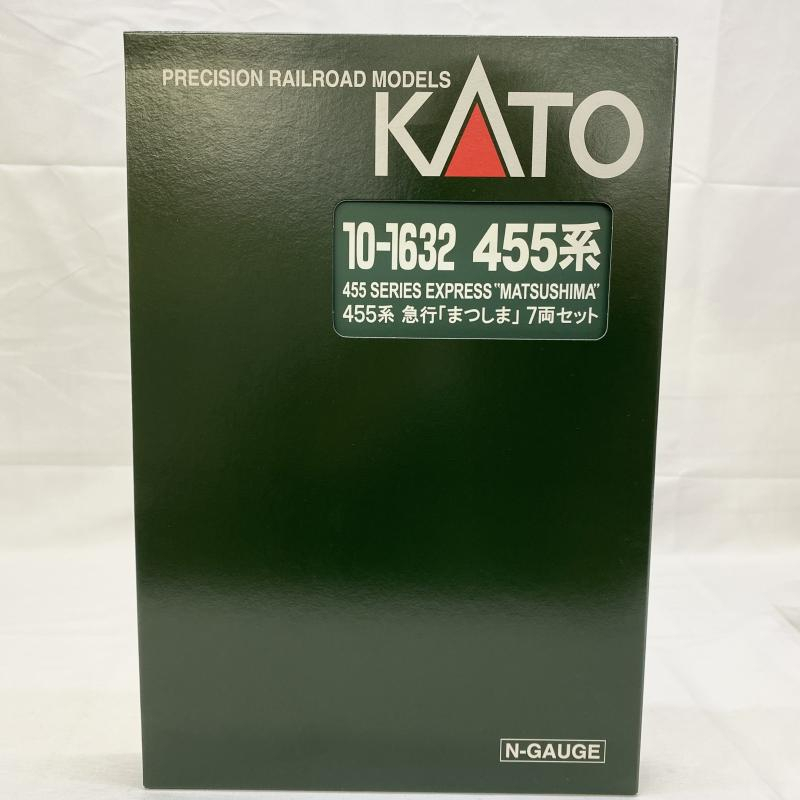 PRECISION RAILROAD MODELS
KATO
10-1632 455系
455 SERIES EXPRESS "MATSUSHIMA"
455系 急行「まつしま」 7両セット
N-GAUGE